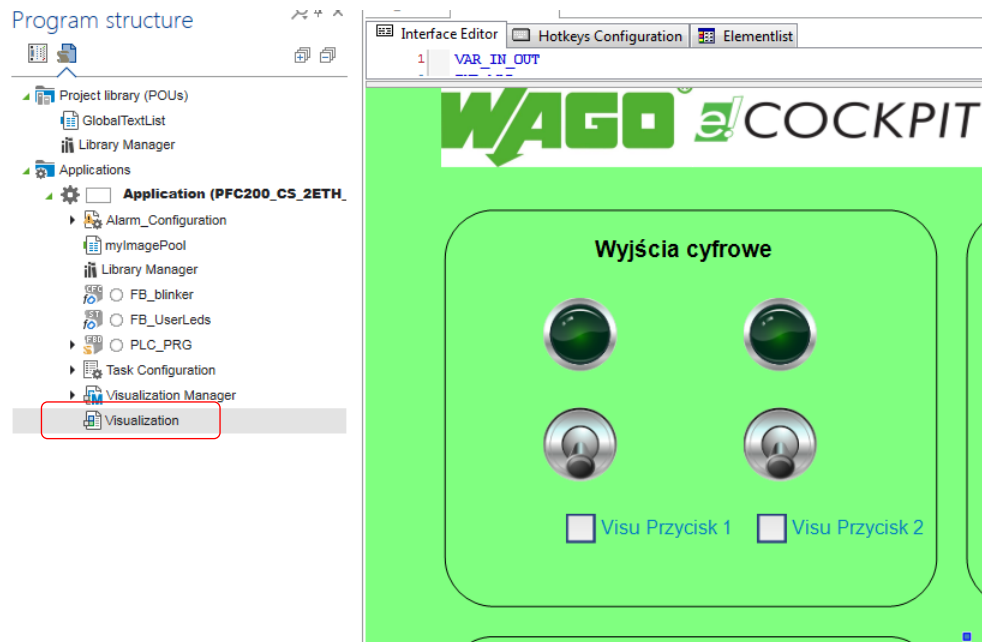 Program structure
Project library (POUs)
GlobalTextList
Library Manager
Applications
Application (PFC200_CS_2ETH_
Alarm_Configuration
myImagePool
Library Manager
FB_blinker
FB_UserLeds
PLC_PRG
Task Configuration
Visualization Manager
Visualization
Interface Editor
Hotkeys Configuration
Elementlist
1 VAR_IN_OUT
WAGO® e!COCKPIT
Wyjścia cyfrowe
Visu Przycisk 1
Visu Przycisk 2